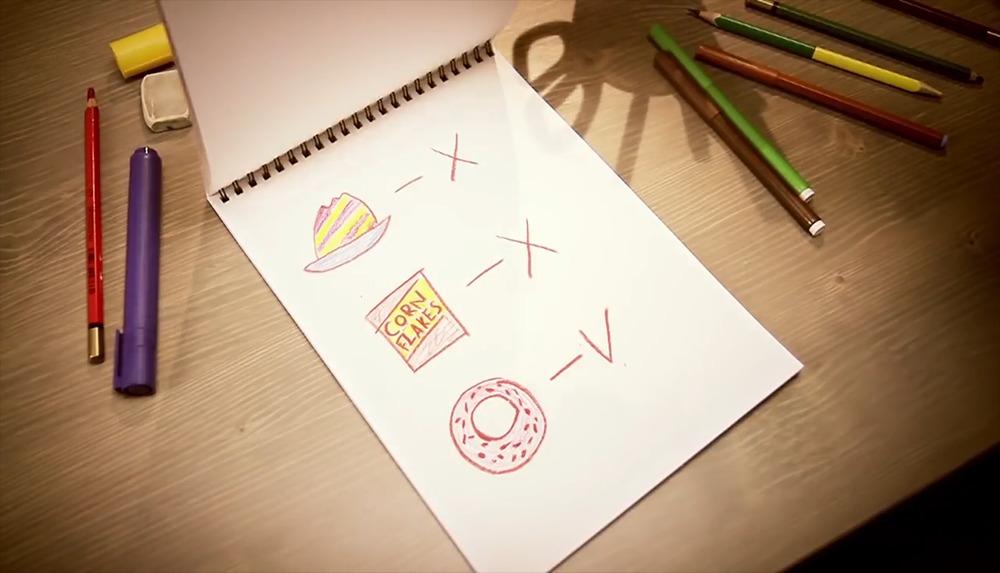 - X
CORN
FLAKES
- X
- V